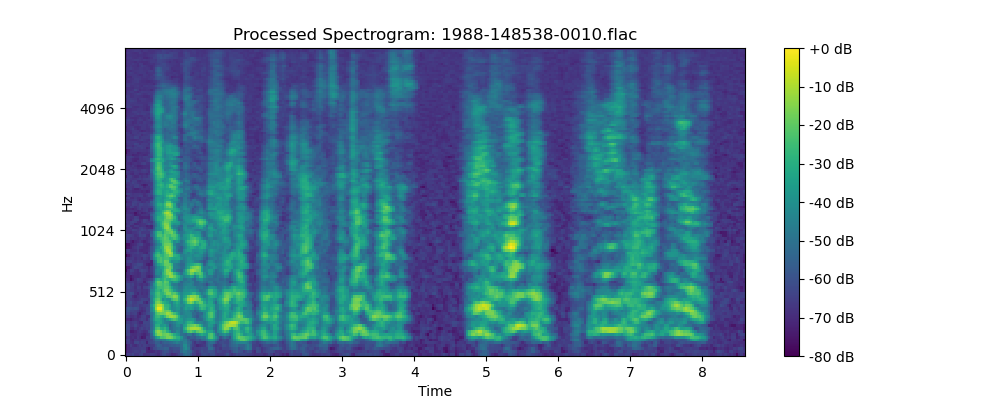 Processed Spectrogram: 1988-148538-0010.flac
Hz
4096
2048
1024
512
0
0 1 2 3 4 5 6 7 8
Time
+0 dB
-10 dB
-20 dB
-30 dB
-40 dB
-50 dB
-60 dB
-70 dB
-80 dB